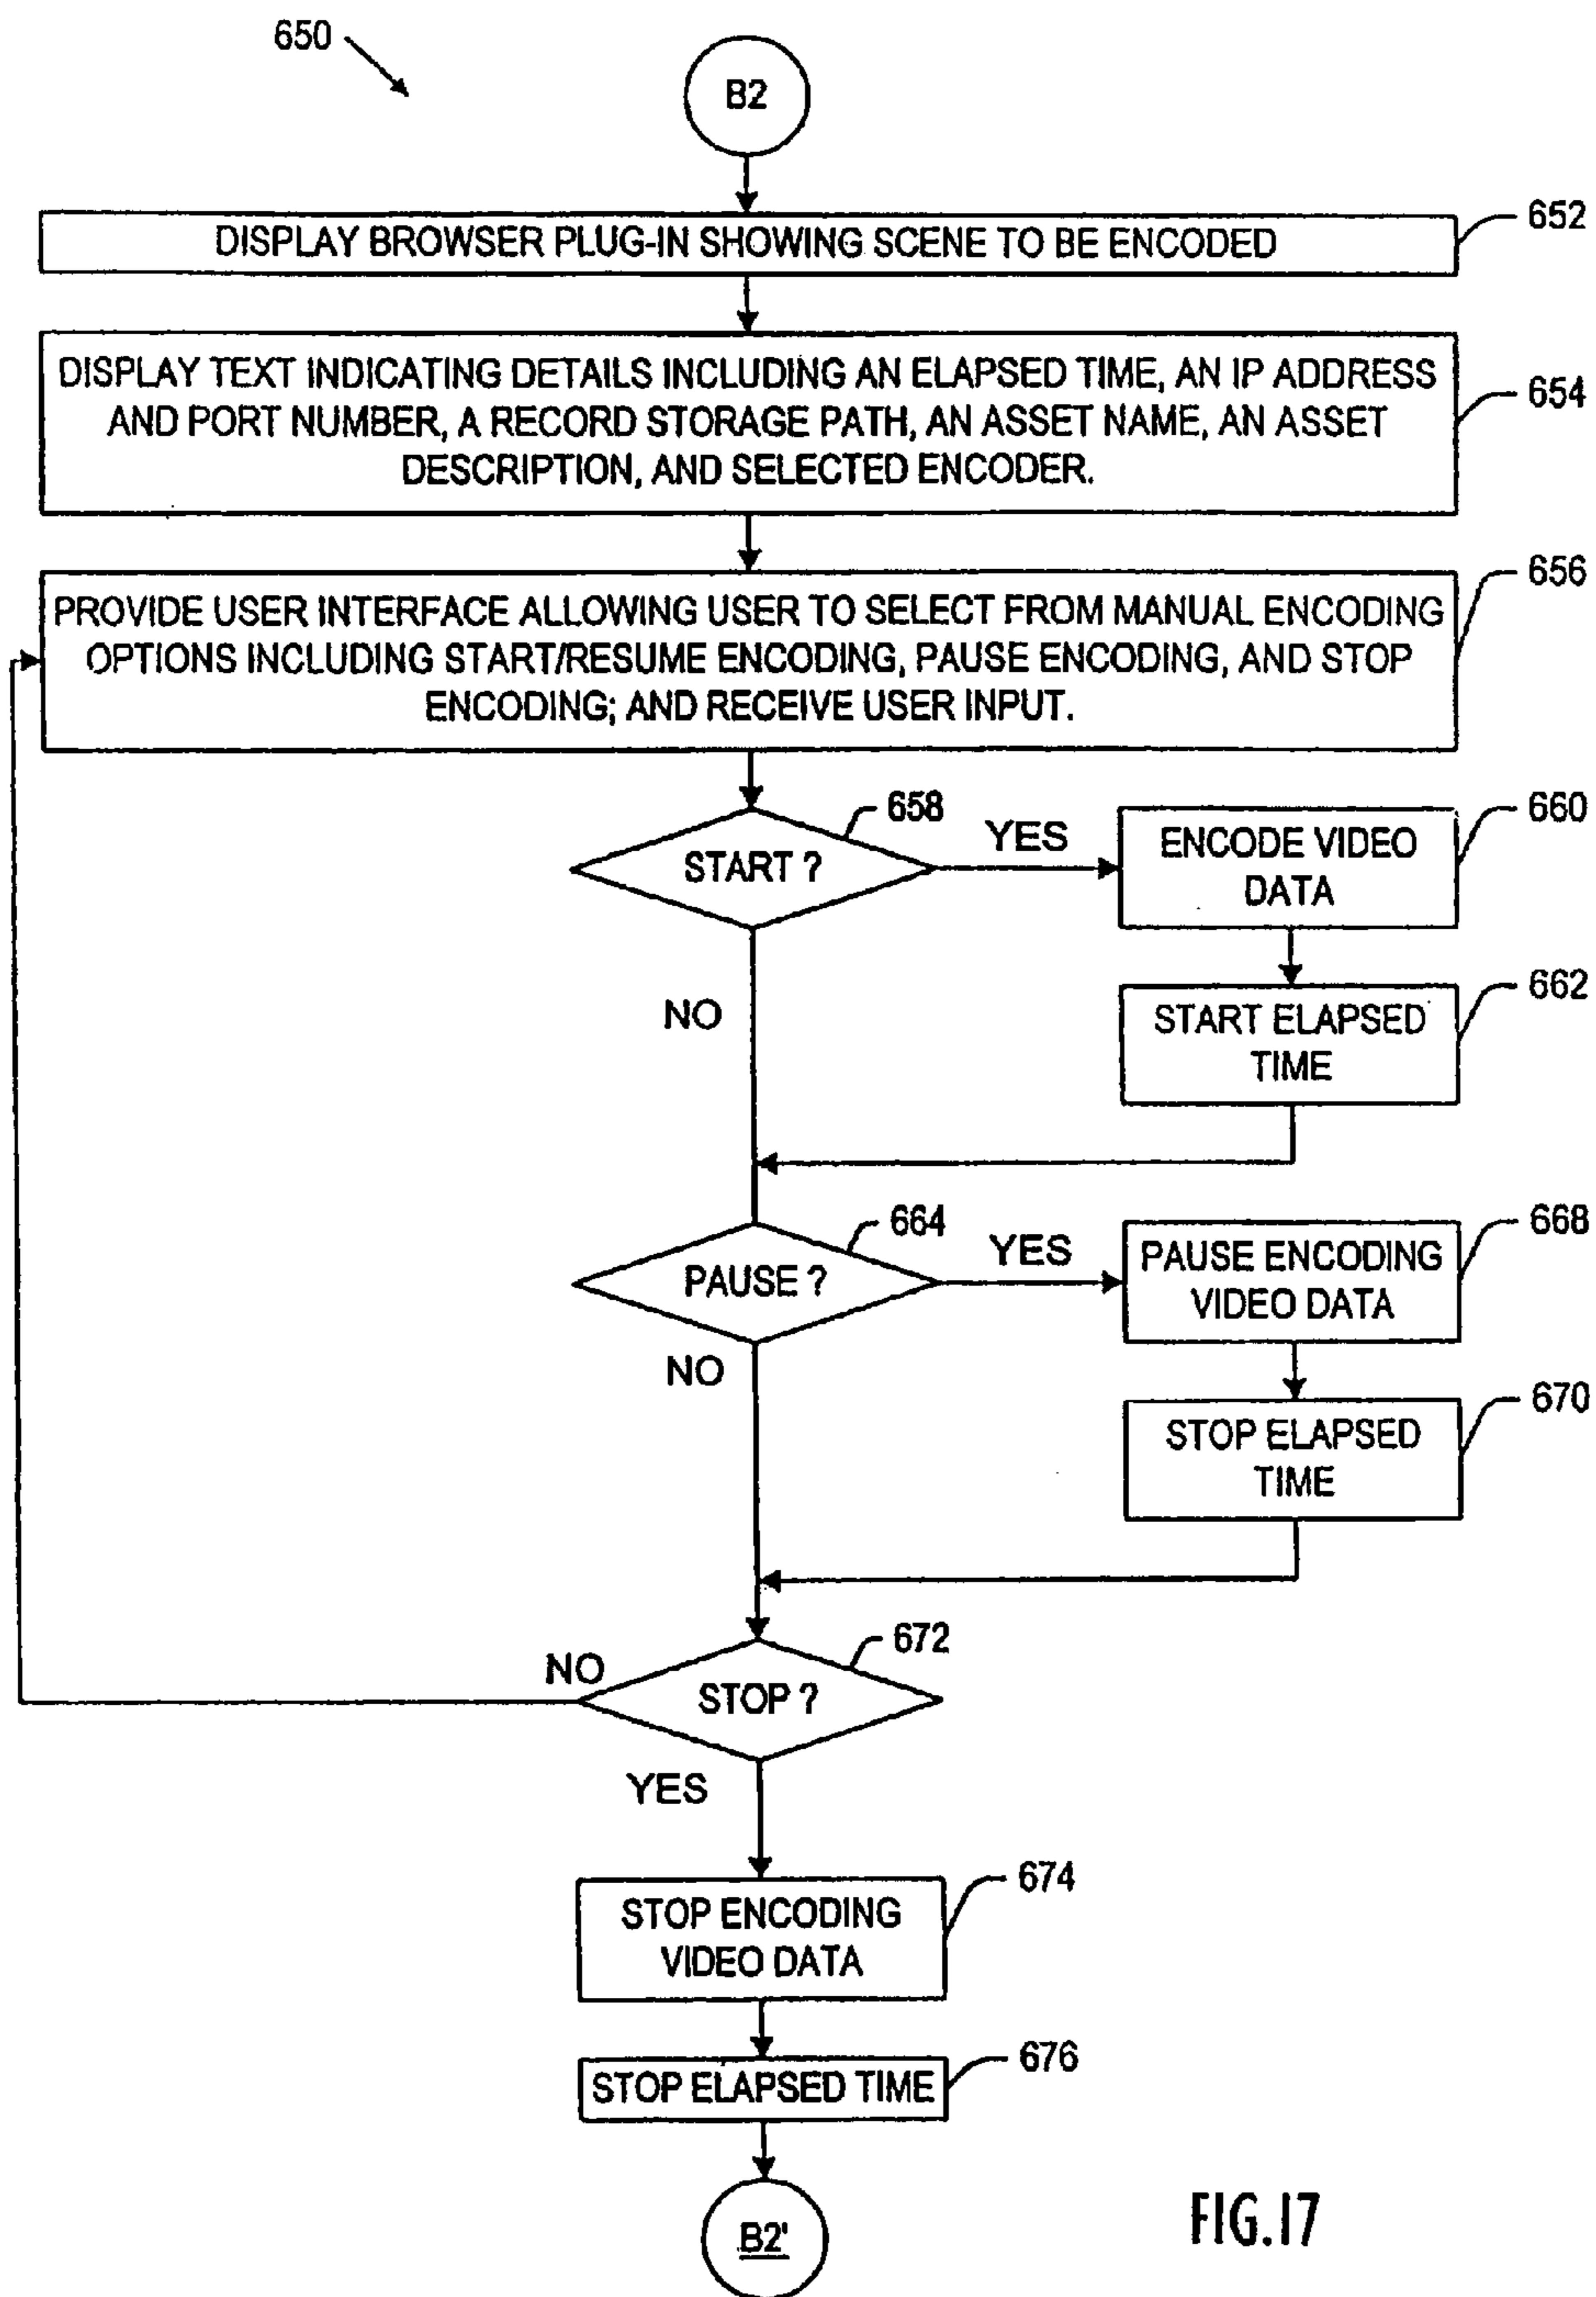 650
B2
652
DISPLAY BROWSER PLUG-IN SHOWING SCENE TO BE ENCODED
654
DISPLAY TEXT INDICATING DETAILS INCLUDING AN ELAPSED TIME, AN IP ADDRESS
AND PORT NUMBER, A RECORD STORAGE PATH, AN ASSET NAME, AN ASSET
DESCRIPTION, AND SELECTED ENCODER.
656
PROVIDE USER INTERFACE ALLOWING USER TO SELECT FROM MANUAL ENCODING
OPTIONS INCLUDING START/RESUME ENCODING, PAUSE ENCODING, AND STOP
ENCODING; AND RECEIVE USER INPUT.
658
START ?
YES
660
ENCODE VIDEO
DATA
NO
662
START ELAPSED
TIME
664
PAUSE ?
YES
668
PAUSE ENCODING
VIDEO DATA
NO
670
STOP ELAPSED
TIME
672
NO
STOP ?
YES
674
STOP ENCODING
VIDEO DATA
676
STOP ELAPSED TIME
B2'
FIG.17